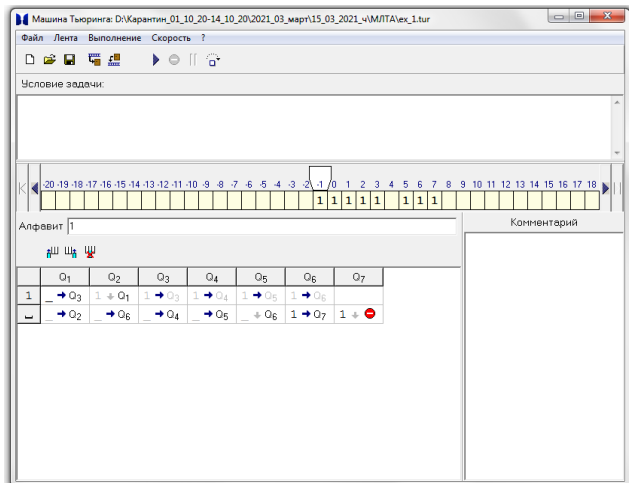 Машина Тьюринга: D:\Карантин_01_10_20-14_10_20\2021_03_март\15_03_2021_ч\МЛТА\ex_1.tur
Файл Лента Выполнение Скорость ?
Условие задачи:
-20 -19 -18 -17 -16 -15 -14 -13 -12 -11 -10 -9 -8 -7 -6 -5 -4 -3 -2 -1 0 1 2 3 4 5 6 7 8 9 10 11 12 13 14 15 16 17 18
1 1 1 1 1 1 1 1
Алфавит 1
Комментарий
Q1 Q2 Q3 Q4 Q5 Q6 Q7
1 _ → Q3 1 ↓ Q1 1 → Q3 1 → Q4 1 → Q5 1 → Q6
_ → Q2 _ → Q6 _ → Q4 _ → Q5 _ ↓ Q6 1 → Q7 1 ↓